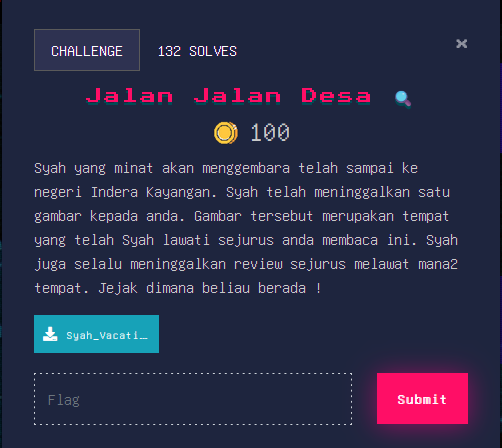 CHALLENGE 132 SOLVES ×
Jalan Jalan Desa
100
Syah yang minat akan menggembara telah sampai ke
negeri Indera Kayangan. Syah telah meninggalkan satu
gambar kepada anda. Gambar tersebut merupakan tempat
yang telah Syah lawati sejurus anda membaca ini. Syah
juga selalu meninggalkan review sejurus melawat mana2
tempat. Jejak dimana beliau berada !
Syah_Vacati…
Flag Submit